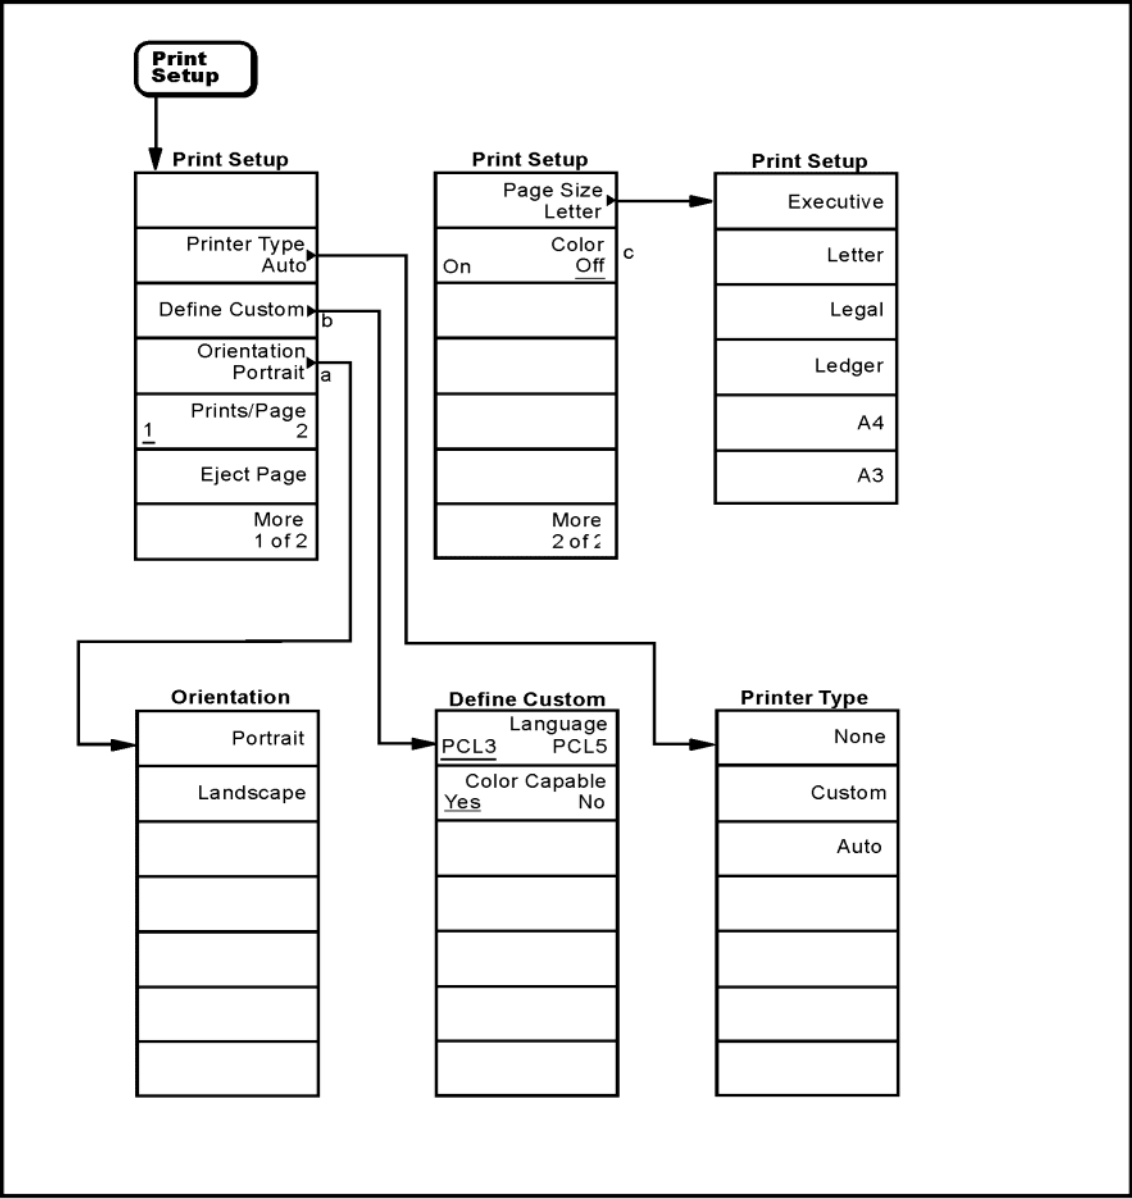 Print
Setup
Print Setup
Printer Type
Auto
Define Custom
b
Orientation
Portrait
a
Prints/Page
1 2
Eject Page
More
1 of 2
Print Setup
Page Size
Letter
Color
On Off
c
More
2 of
Print Setup
Executive
Letter
Legal
Ledger
A4
A3
Orientation
Portrait
Landscape
Define Custom
Language
PCL3 PCL5
Color Capable
Yes No
Printer Type
None
Custom
Auto